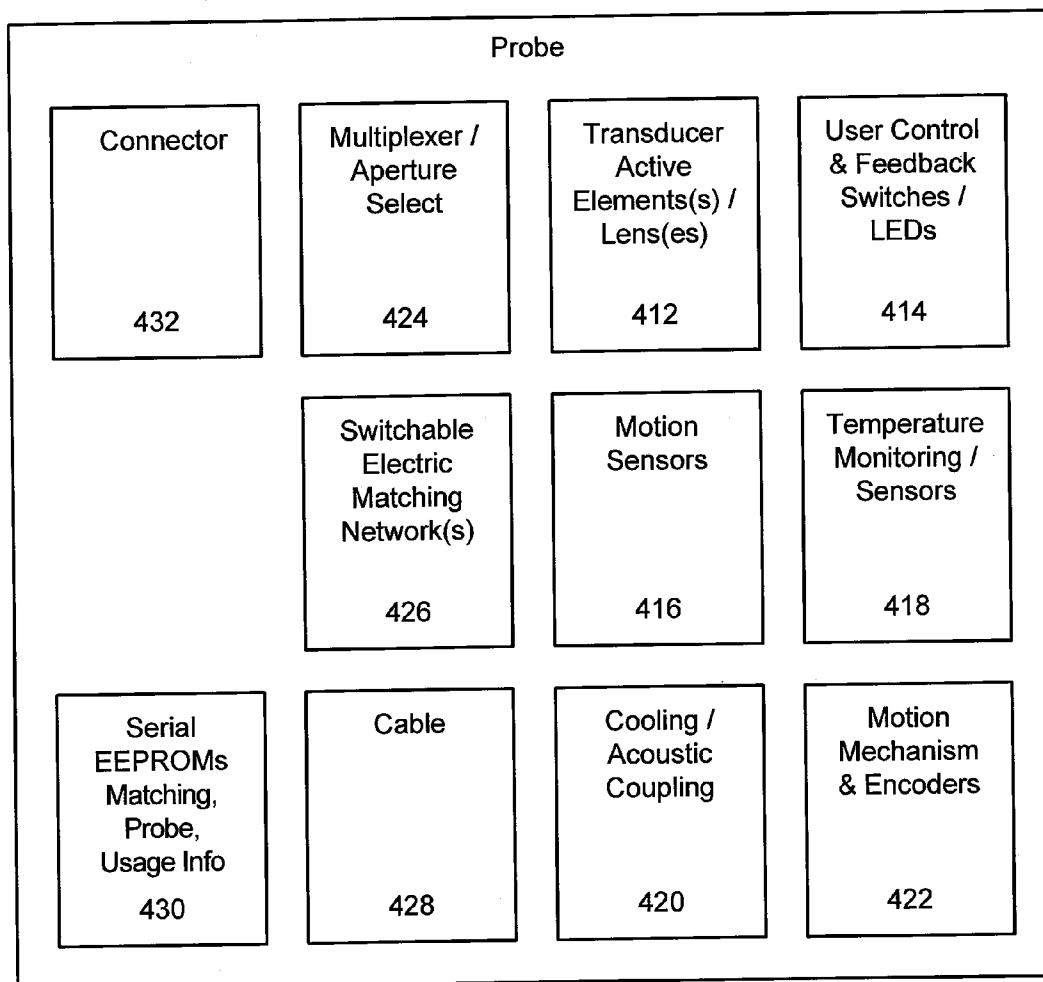 Probe
Connector
432
Multiplexer /
Aperture
Select
424
Transducer
Active
Elements(s) /
Lens(es)
412
User Control
& Feedback
Switches /
LEDs
414
Switchable
Electric
Matching
Network(s)
426
Motion
Sensors
416
Temperature
Monitoring /
Sensors
418
Serial
EEPROMs
Matching,
Probe,
Usage Info
430
Cable
428
Cooling /
Acoustic
Coupling
420
Motion
Mechanism
& Encoders
422